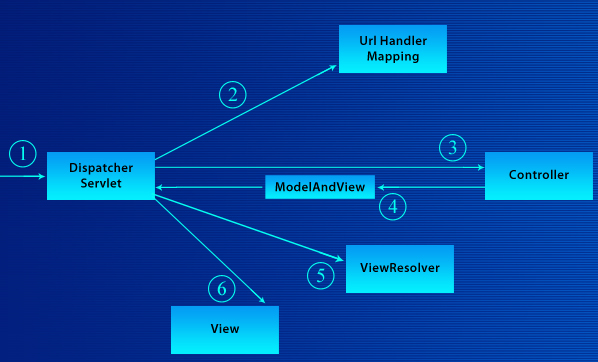 Url Handler
Mapping
2
1
3
Dispatcher
Servlet
Controller
ModelAndView
4
ViewResolver
5
6
View